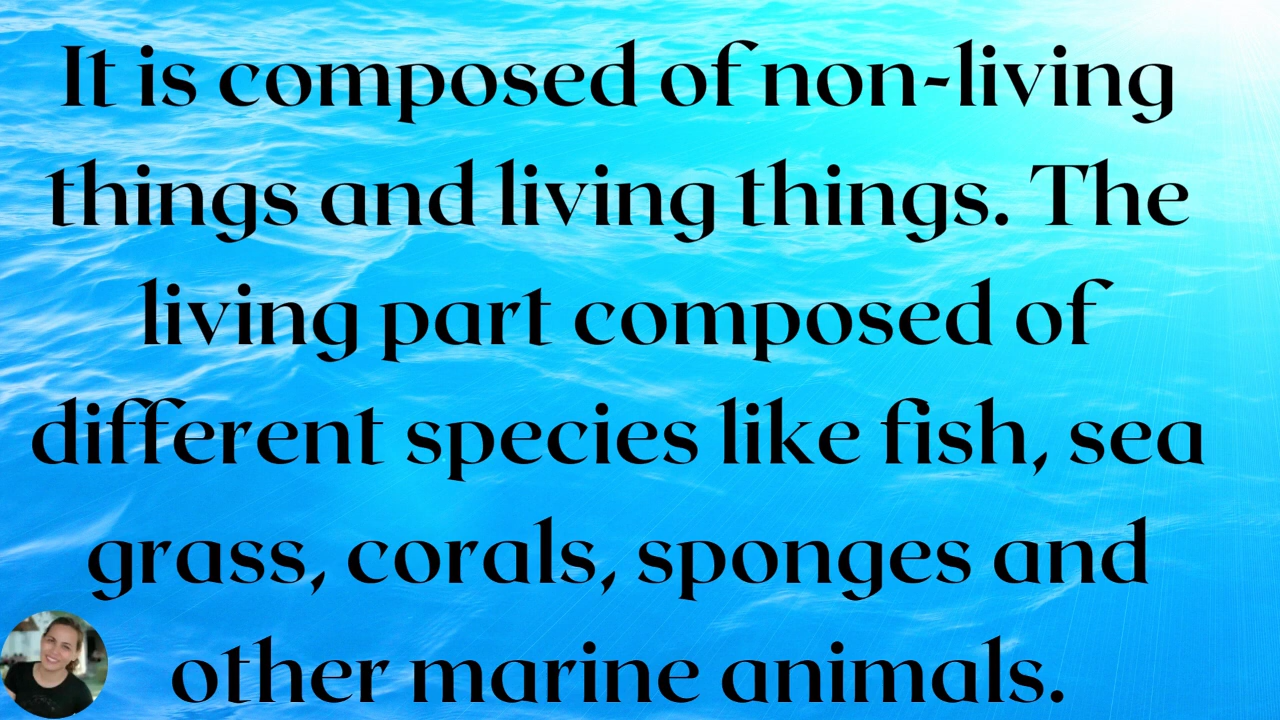 It is composed of non-living
things and living things. The
living part composed of
different species like fish, sea
grass, corals, sponges and
other marine animals.